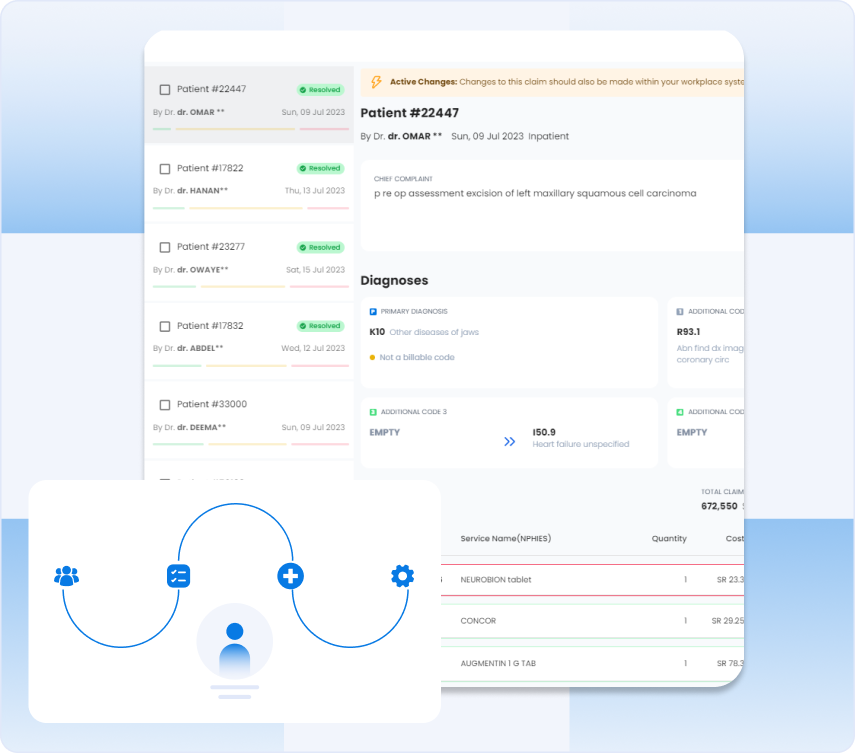 Patient #22447
Resolved
By Dr. dr. OMAR ** Sun, 09 Jul 2023
Patient #17822
Resolved
By Dr. dr. HANAN** Thu, 13 Jul 2023
Patient #23277
Resolved
By Dr. dr. OWAYE** Sat, 15 Jul 2023
Patient #17832
Resolved
By Dr. dr. ABDEL** Wed, 12 Jul 2023
Patient #33000
By Dr. dr. DEEMA** Sun, 09 Jul 2023
Active Changes: Changes to this claim should also be made within your workplace syste
Patient #22447
By Dr. dr. OMAR ** Sun, 09 Jul 2023 Inpatient
CHIEF COMPLAINT
p re op assessment excision of left maxillary squamous cell carcinoma
Diagnoses
P PRIMARY DIAGNOSIS
K10 Other diseases of jaws
Not a billable code
1 ADDITIONAL COD
R93.1
Abn find dx imag
coronary circ
3 ADDITIONAL CODE 3
EMPTY
I50.9
Heart failure unspecified
4 ADDITIONAL COD
EMPTY
TOTAL CLAIM
672,550
Service Name(NPHIES) Quantity Cost
NEUROBION tablet 1 SR 23.3
CONCOR 1 SR 29.25
AUGMENTIN 1 G TAB 1 SR 78.3